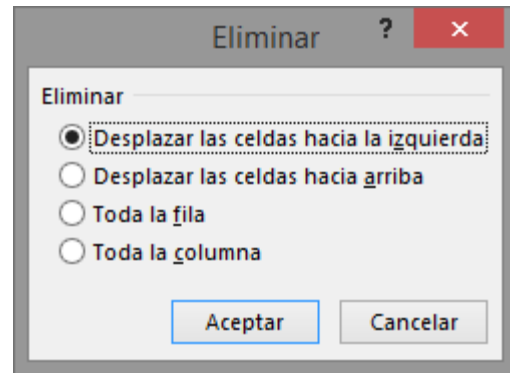 Eliminar ? ×
Eliminar
Desplazar las celdas hacia la izquierda
Desplazar las celdas hacia arriba
Toda la fila
Toda la columna
Aceptar Cancelar